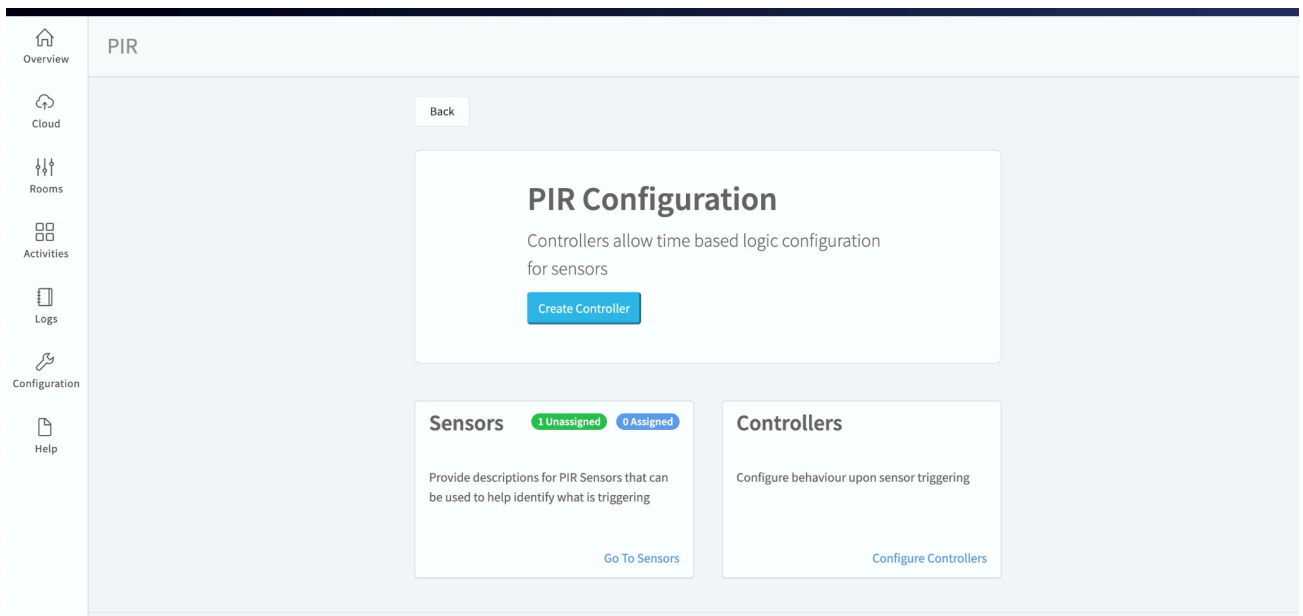 PIR
Overview
Cloud
Rooms
Activities
Logs
Configuration
Help
Back
PIR Configuration
Controllers allow time based logic configuration
for sensors
Create Controller
Sensors
1 Unassigned
0 Assigned
Provide descriptions for PIR Sensors that can
be used to help identify what is triggering
Go To Sensors
Controllers
Configure behaviour upon sensor triggering
Configure Controllers